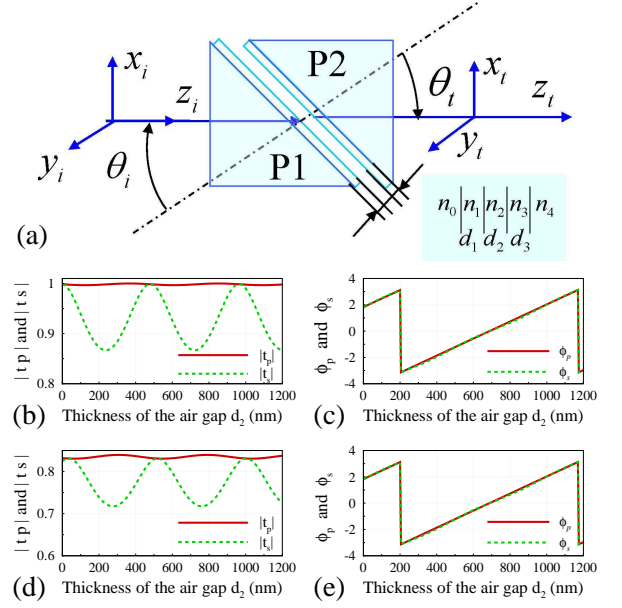 P2
x_i
z_i
y_i
θ_i
θ_t
x_t
z_t
y_t
P1
n_0 | n_1 | n_2 | n_3 | n_4
d_1 d_2 d_3
(a)
| t p | and | t s |
1
0.9
0.8
|t_p|
|t_s|
0 200 400 600 800 1000 1200
(b) Thickness of the air gap d_2 (nm)
ϕ_p and ϕ_s
4
2
0
-2
-4
ϕ_p
ϕ_s
0 200 400 600 800 1000 1200
(c) Thickness of the air gap d_2 (nm)
| t p | and | t s |
0.8
0.7
0.6
|t_p|
|t_s|
0 200 400 600 800 1000 1200
(d) Thickness of the air gap d_2 (nm)
ϕ_p and ϕ_s
4
2
0
-2
-4
ϕ_p
ϕ_s
0 200 400 600 800 1000 1200
(e) Thickness of the air gap d_2 (nm)